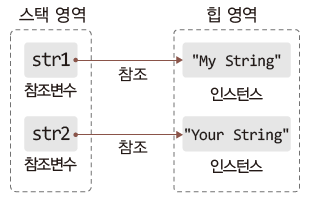 스택 영역
힙 영역
str1
참조
"My String"
참조변수
인스턴스
str2
참조
"Your String"
참조변수
인스턴스